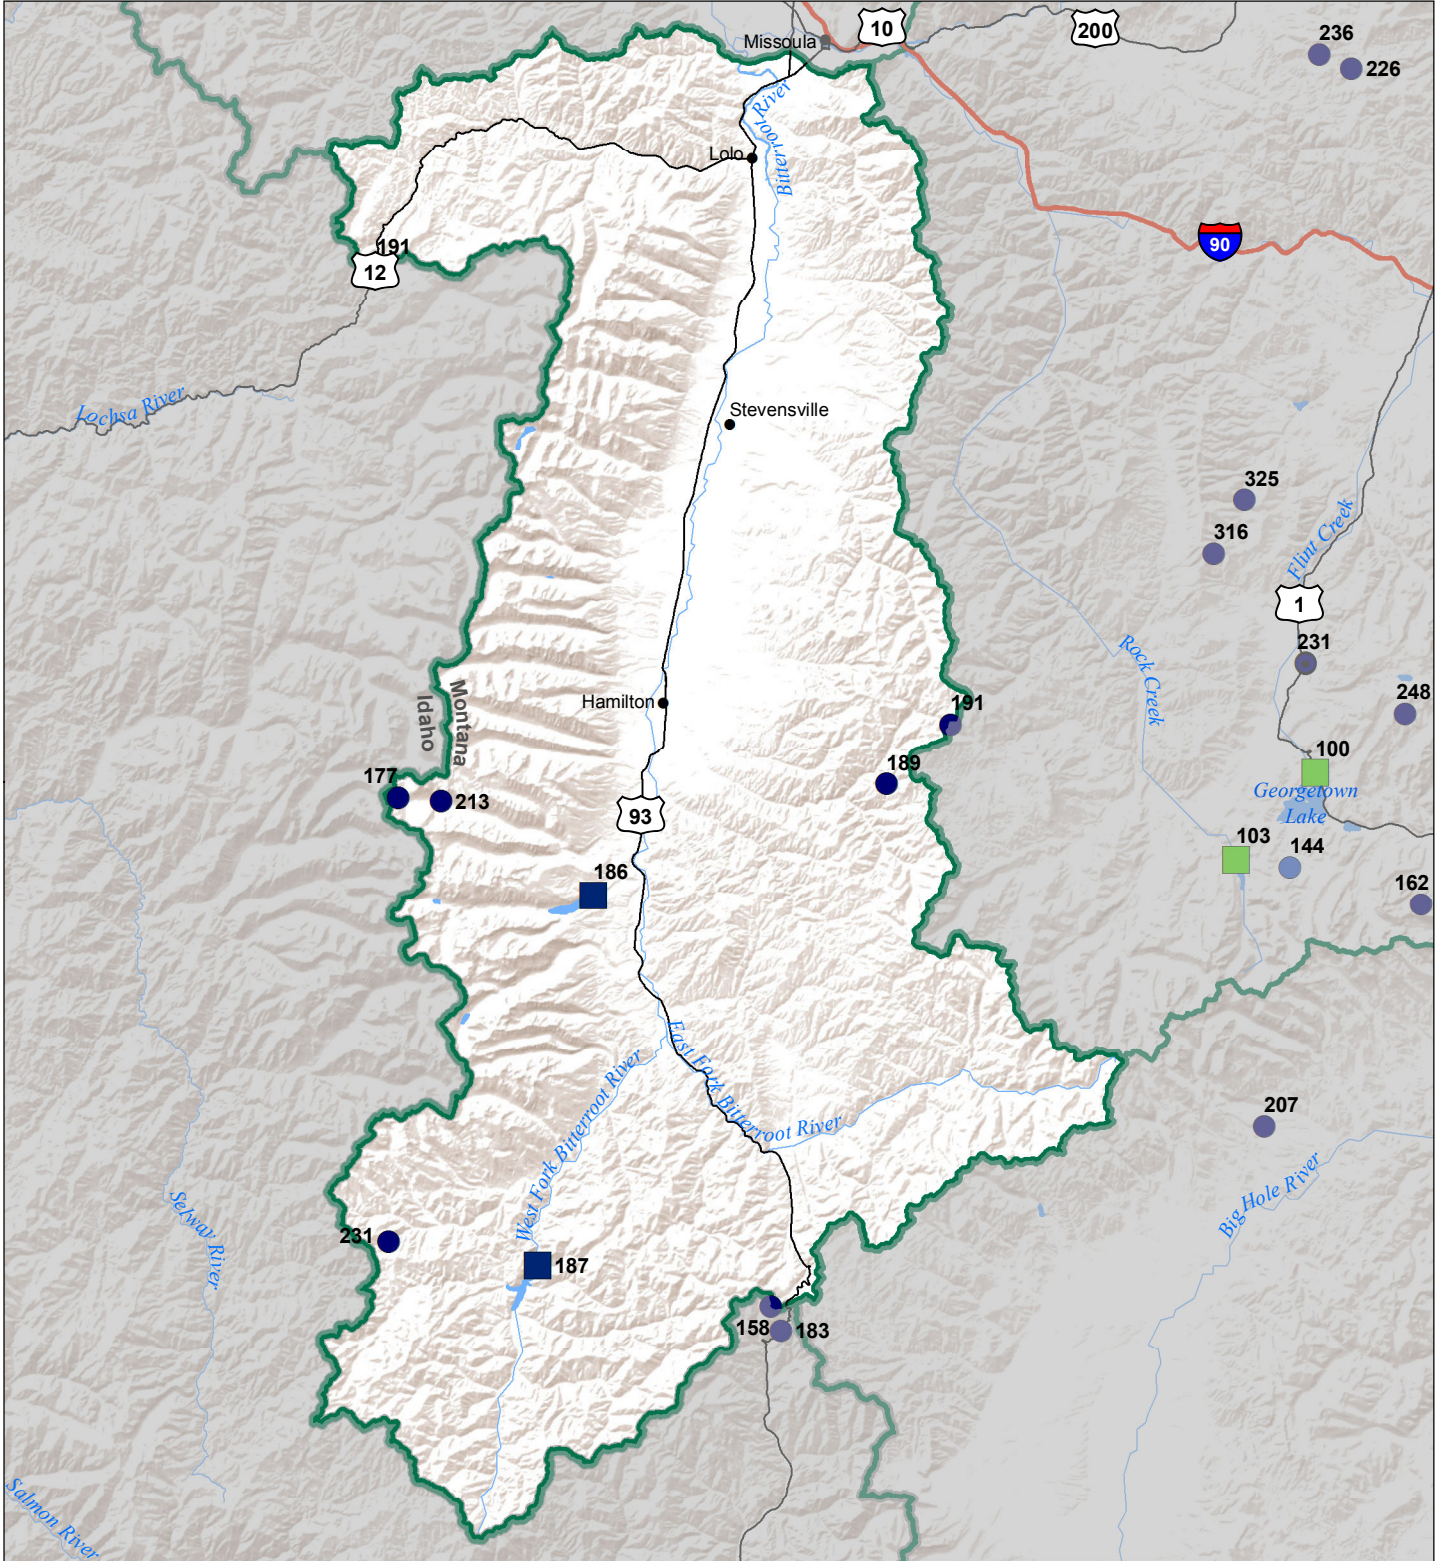 10
200
236
226
Missoula
Bitterroot River
Lolo
191
12
90
Lochsa River
Stevensville
325
316
Flint Creek
1
Rock Creek
231
Montana
Idaho
Hamilton
191
248
100
177
213
189
93
Georgetown
Lake
103
144
186
162
East Fork Bitterroot River
West Fork Bitterroot River
207
Big Hole River
Selway River
231
187
158
183
Salmon River